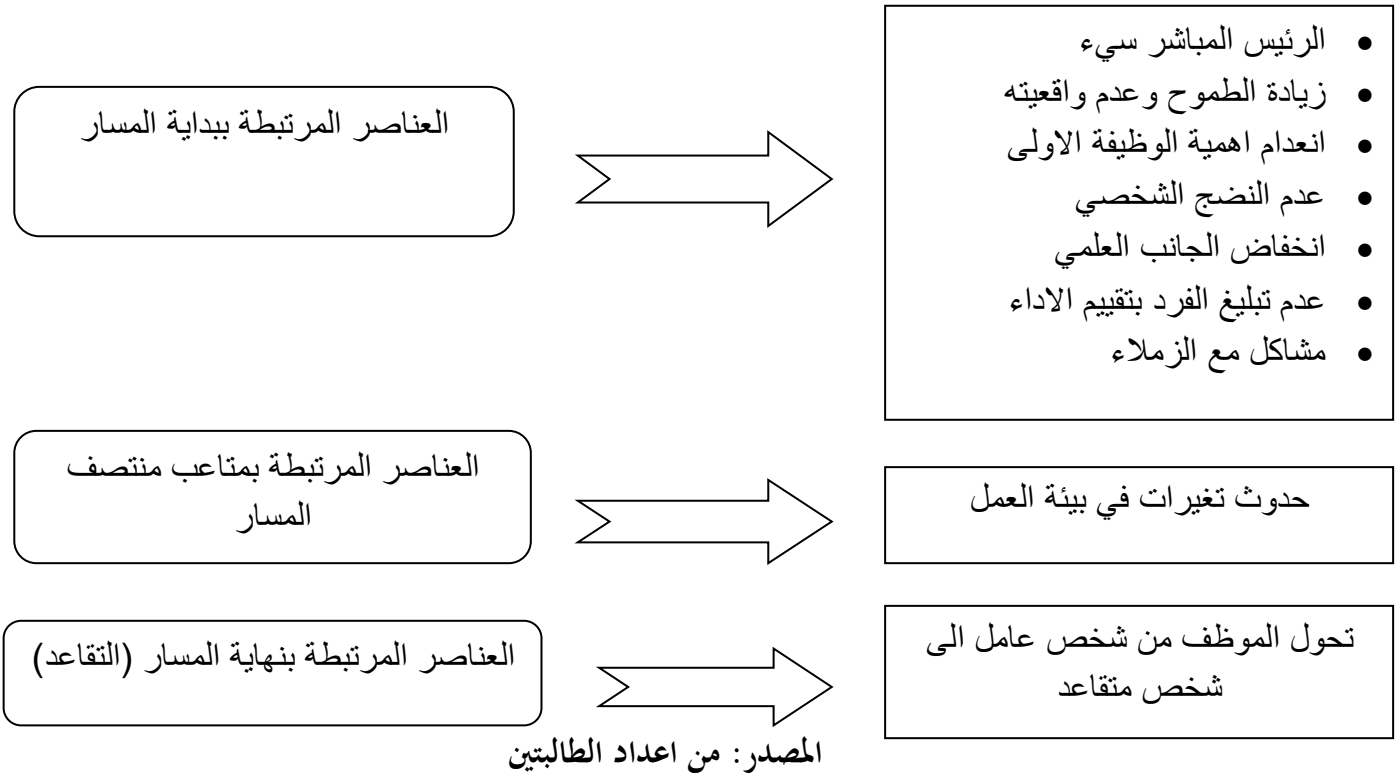 العناصر المرتبطة ببداية المسار
الرئيس المباشر سيء
زيادة الطموح وعدم واقعيته
انعدام اهمية الوظيفة الاولى
عدم النضج الشخصي
انخفاض الجانب العلمي
عدم تبليغ الفرد بتقييم الاداء
مشاكل مع الزملاء
العناصر المرتبطة بمتاعب منتصف
المسار
حدوث تغيرات في بيئة العمل
العناصر المرتبطة بنهاية المسار (التقاعد)
تحول الموظف من شخص عامل الى
شخص متقاعد
المصدر: من اعداد الطالبتين